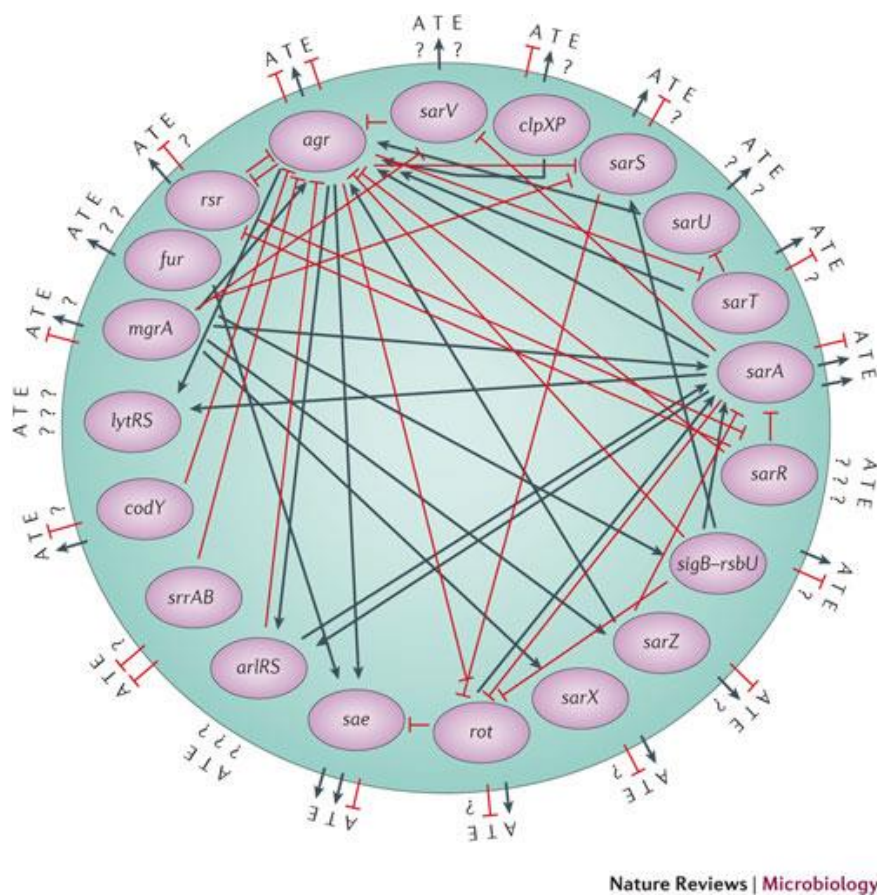 A T E
agr
A T E
? ?
sarV
A T E
?
clpXP
A T E
?
sarS
A T E
? ?
sarU
A T E
?
sarT
A T E
sarA
A T E
? ? ?
sarR
A T E
?
sigB–rsbU
A T E
?
sarZ
A T E
?
sarX
A T E
?
rot
A T E
sae
A T E
? ? ?
arlRS
A T E
?
srrAB
A T E
?
codY
A T E
? ? ?
lytRS
A T E
?
mgrA
A T E
? ?
fur
A T E
?
rsr
Nature Reviews | Microbiology